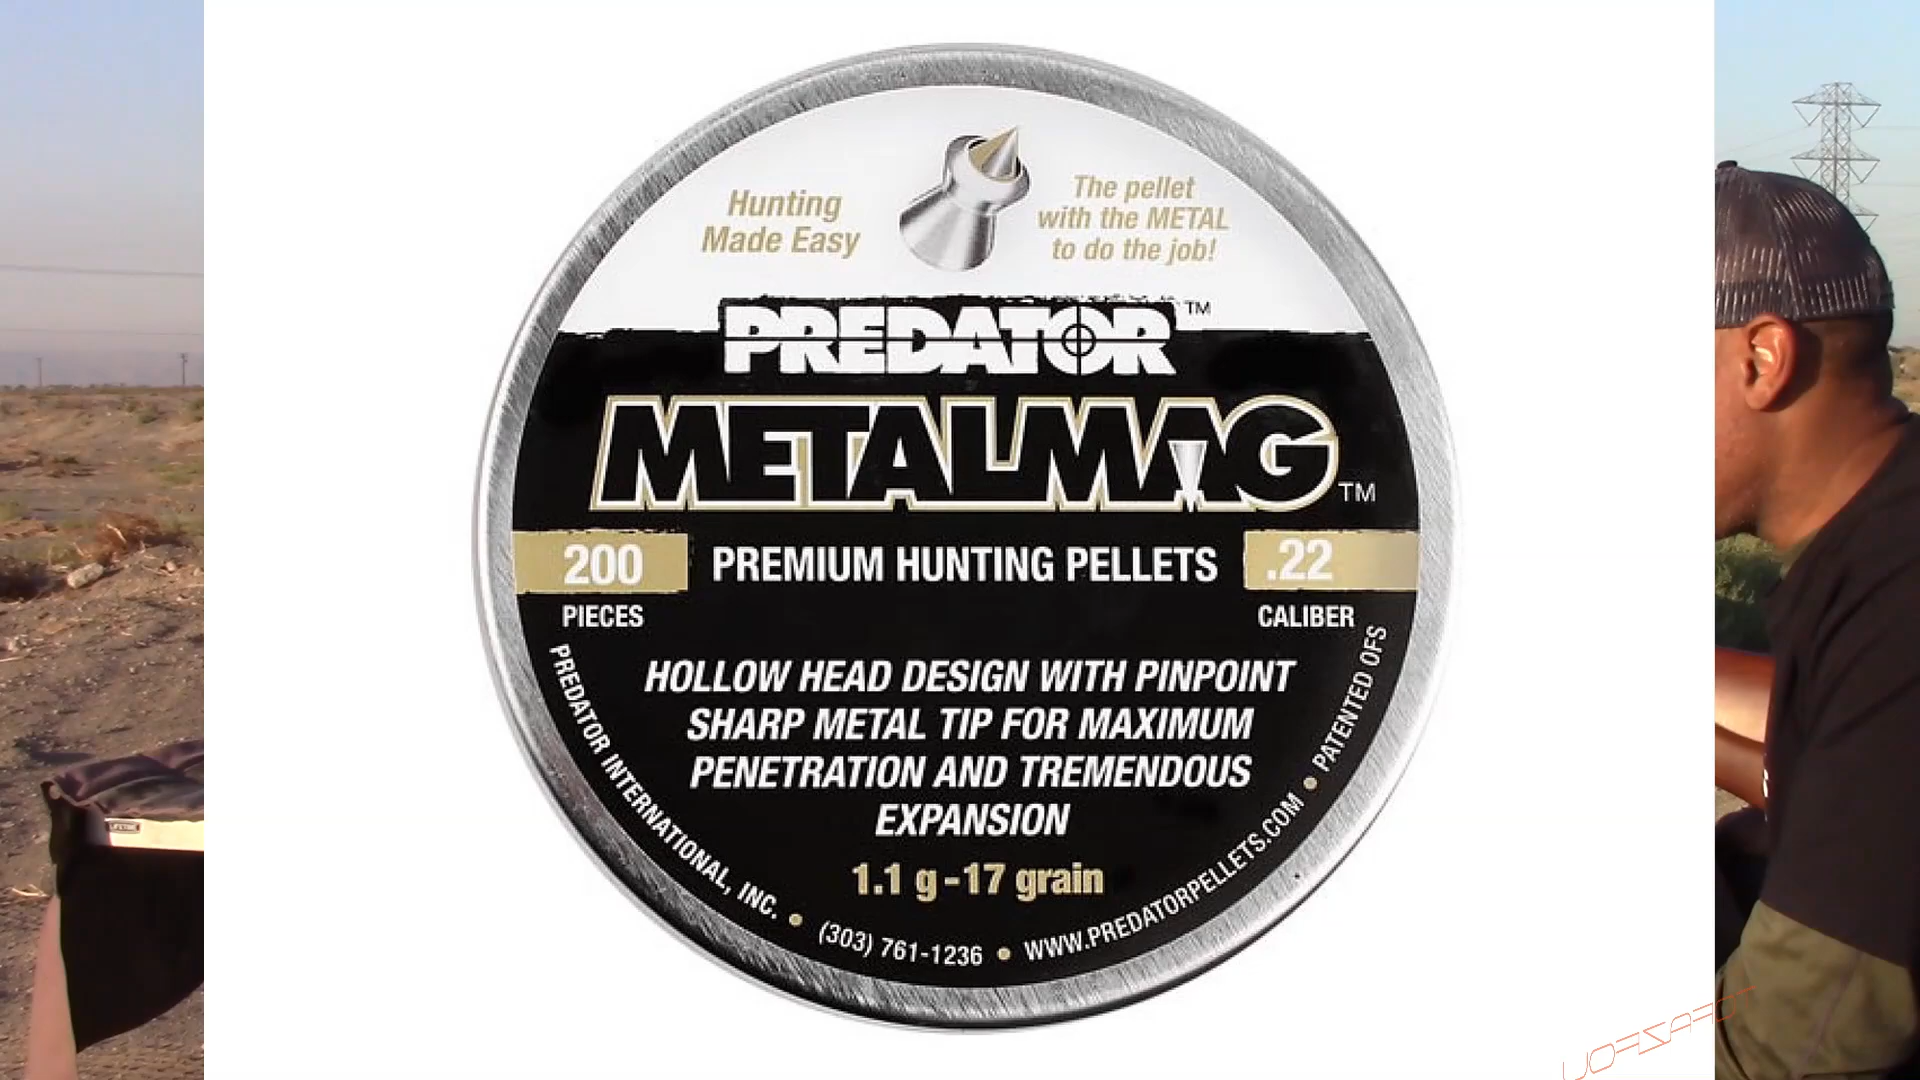 Hunting
Made Easy
The pellet
with the METAL
to do the job!
PREDATOR™
METALMAG™
200
PIECES
PREMIUM HUNTING PELLETS
.22
CALIBER
HOLLOW HEAD DESIGN WITH PINPOINT
SHARP METAL TIP FOR MAXIMUM
PENETRATION AND TREMENDOUS
EXPANSION
1.1 g - 17 grain
PREDATOR INTERNATIONAL, INC. • (303) 761-1236 • WWW.PREDATORPELLETS.COM • PATENTED OFS
LIFETIME